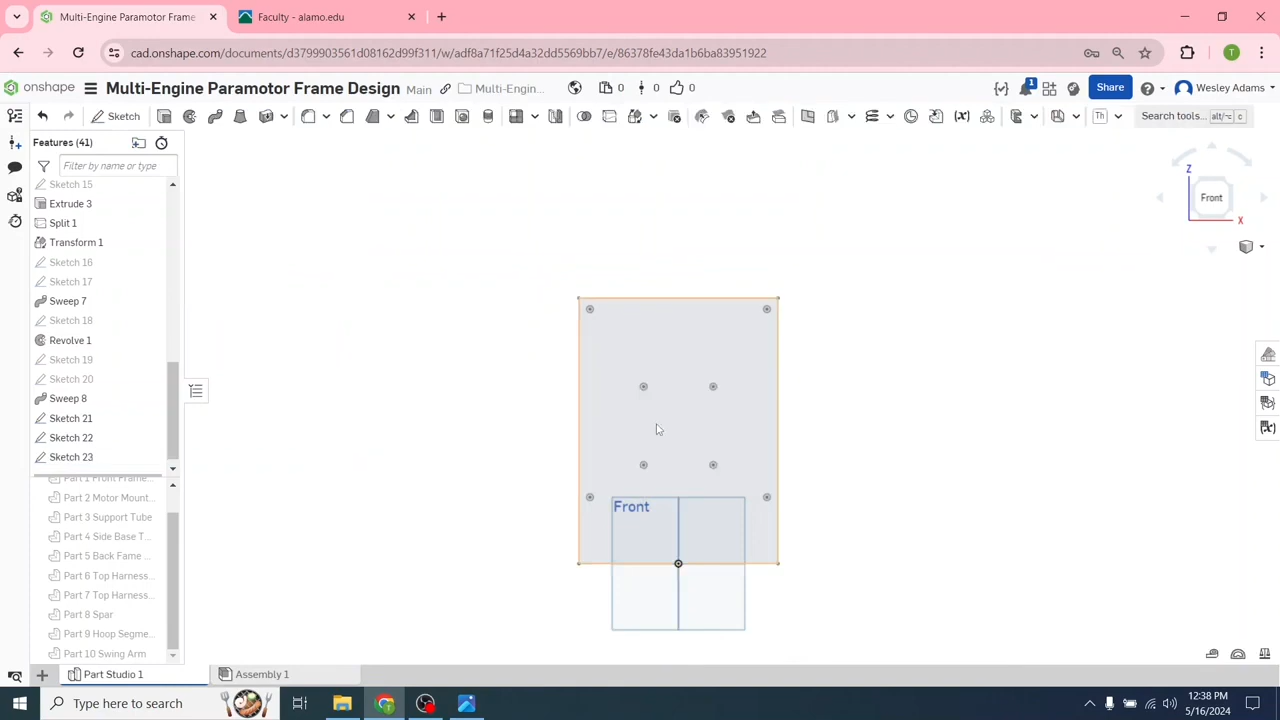 Multi-Engine Paramotor Frame
Faculty - alamo.edu
cad.onshape.com/documents/d3799903561d08162d99f311/w/adf8a71f25d4a32dd5569bb7/e/86378fe43da1b6ba83951922
T
onshape
Multi-Engine Paramotor Frame Design
Main
Multi-Engin...
0
0
0
1
Share
Wesley Adams
Sketch
Search tools...
alt/⌥ c
Features (41)
Filter by name or type
Sketch 15
Extrude 3
Split 1
Transform 1
Sketch 16
Sketch 17
Sweep 7
Sketch 18
Revolve 1
Sketch 19
Sketch 20
Sweep 8
Sketch 21
Sketch 22
Sketch 23
Part 1 Front Frame...
Part 2 Motor Mount...
Part 3 Support Tube
Part 4 Side Base T...
Part 5 Back Fame ...
Part 6 Top Harness...
Part 7 Top Harness...
Part 8 Spar
Part 9 Hoop Segme...
Part 10 Swing Arm
Z
Front
X
Front
Part Studio 1
Assembly 1
Type here to search
12:38 PM
5/16/2024